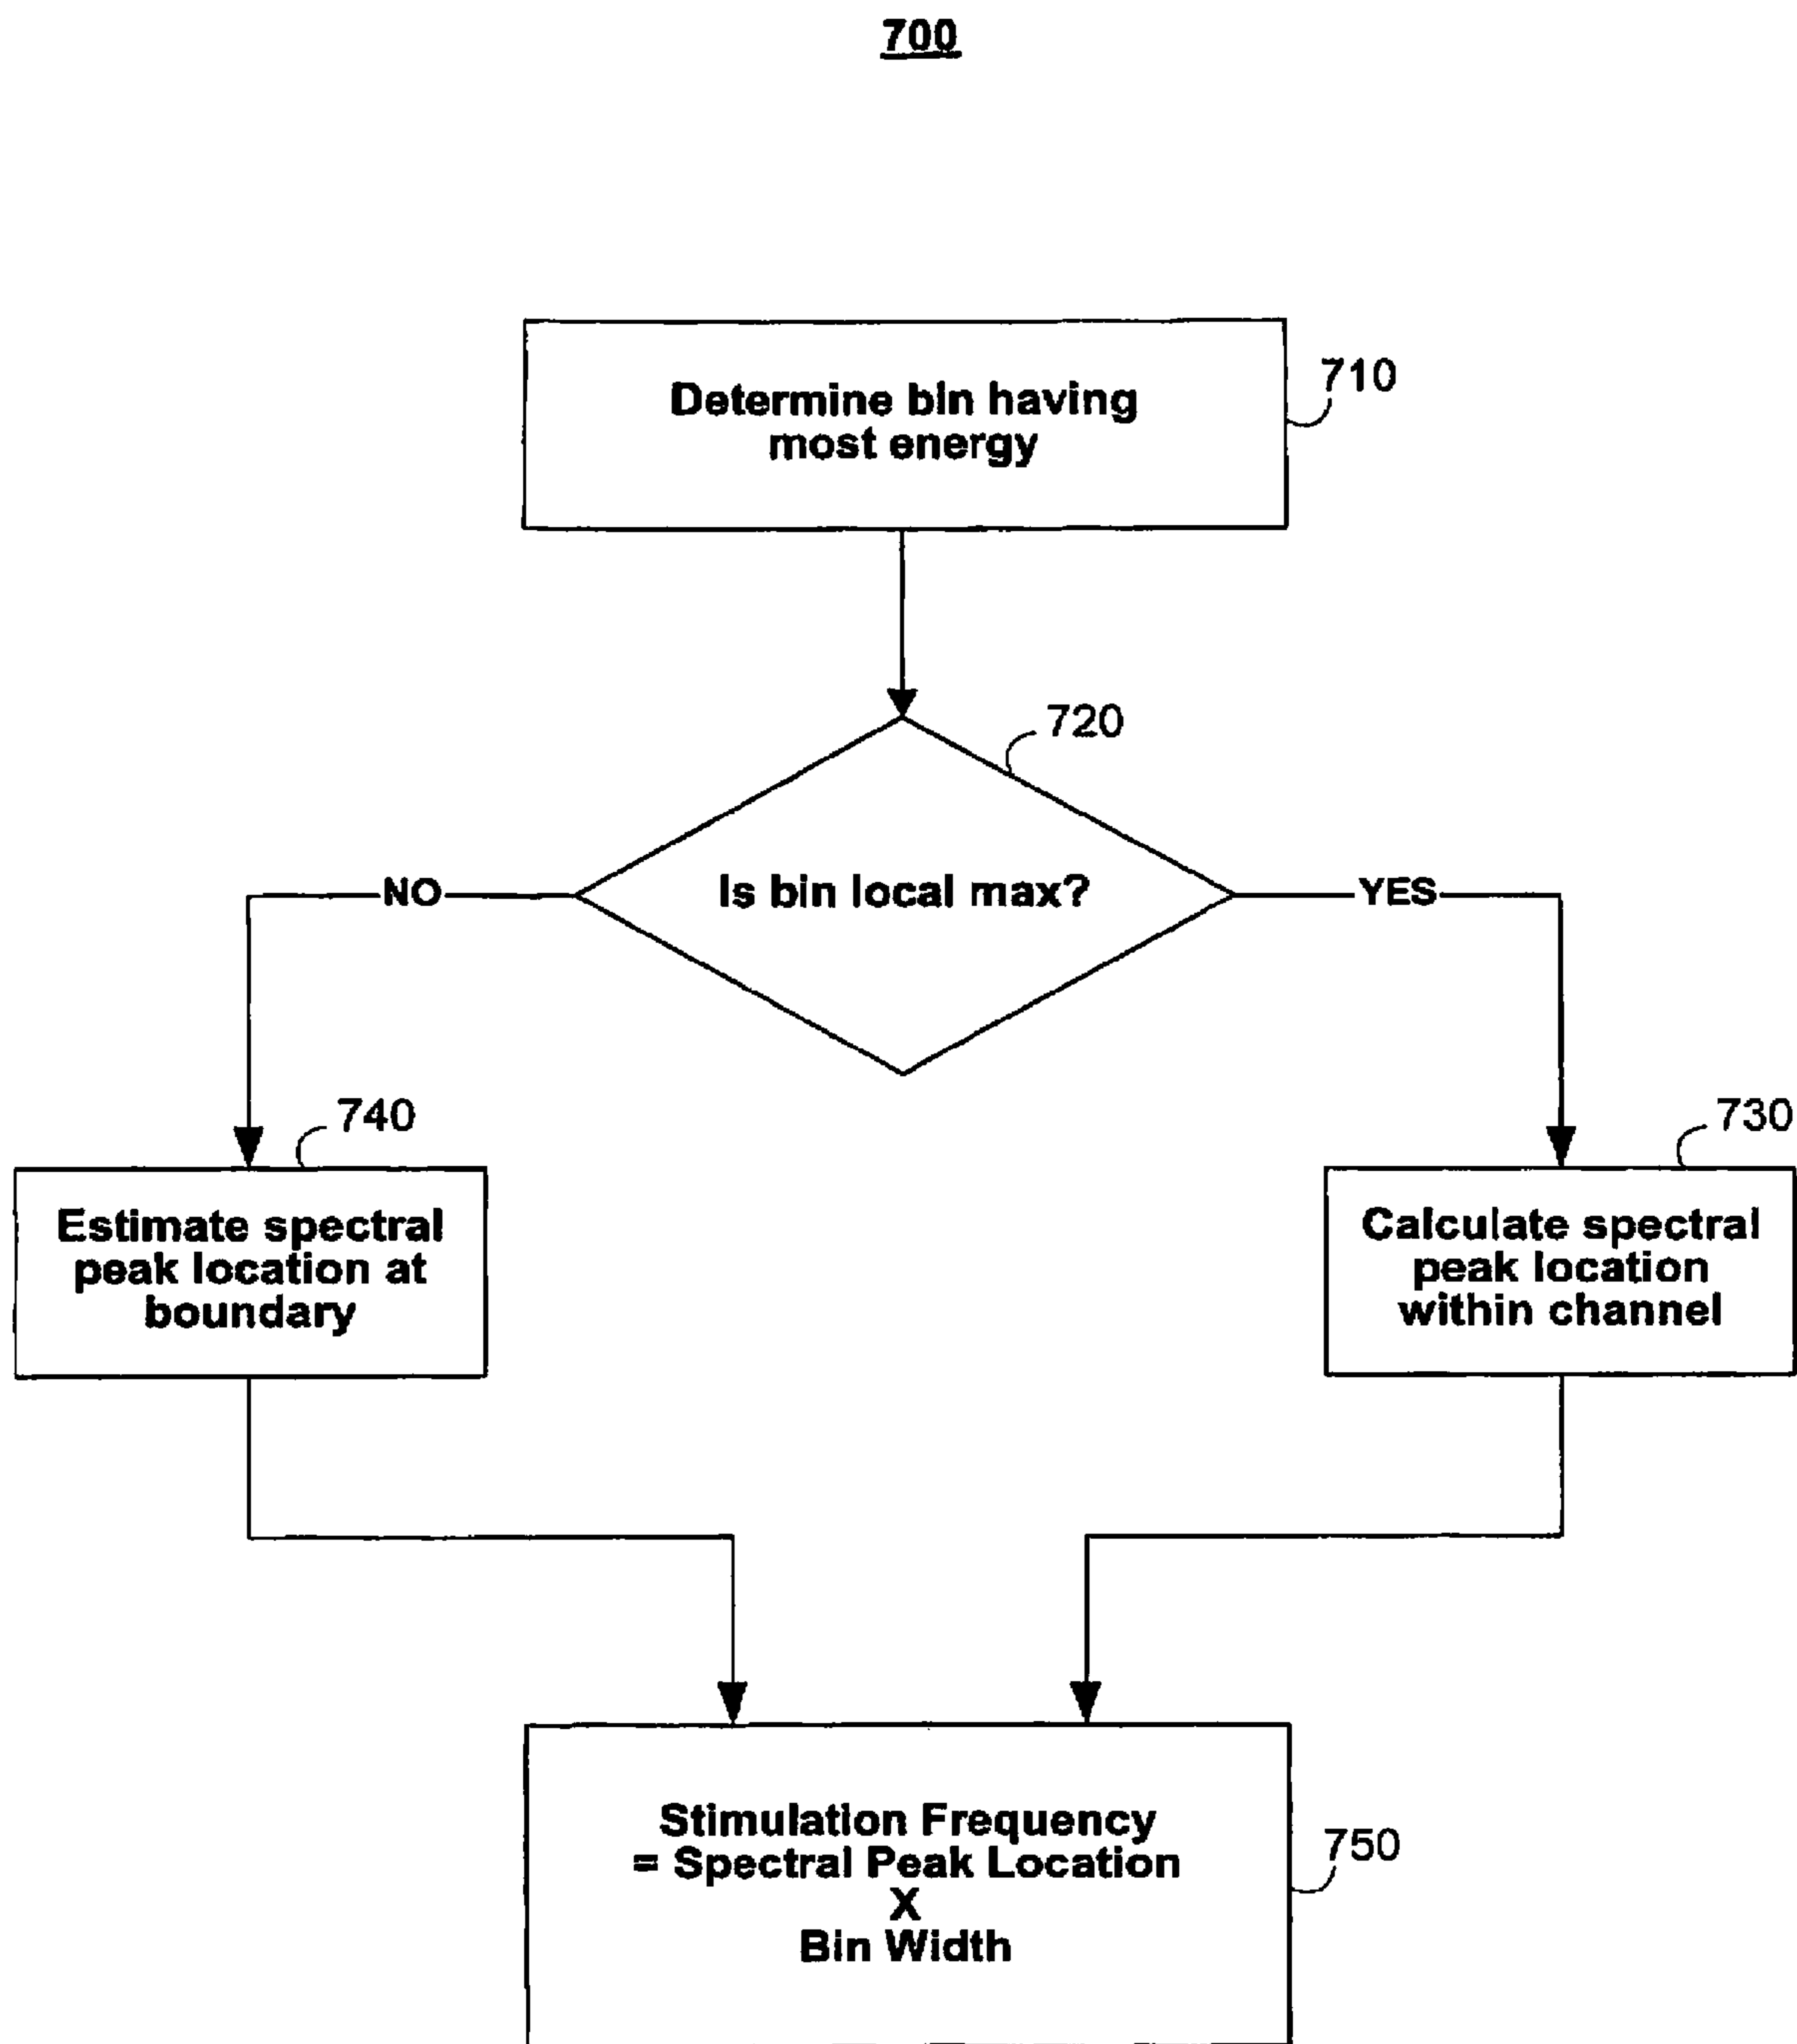 700
Determine bin having
most energy
710
720
Is bin local max?
NO
YES
740
730
Estimate spectral
peak location at
boundary
Calculate spectral
peak location
within channel
Stimulation Frequency
= Spectral Peak Location
X
Bin Width
750